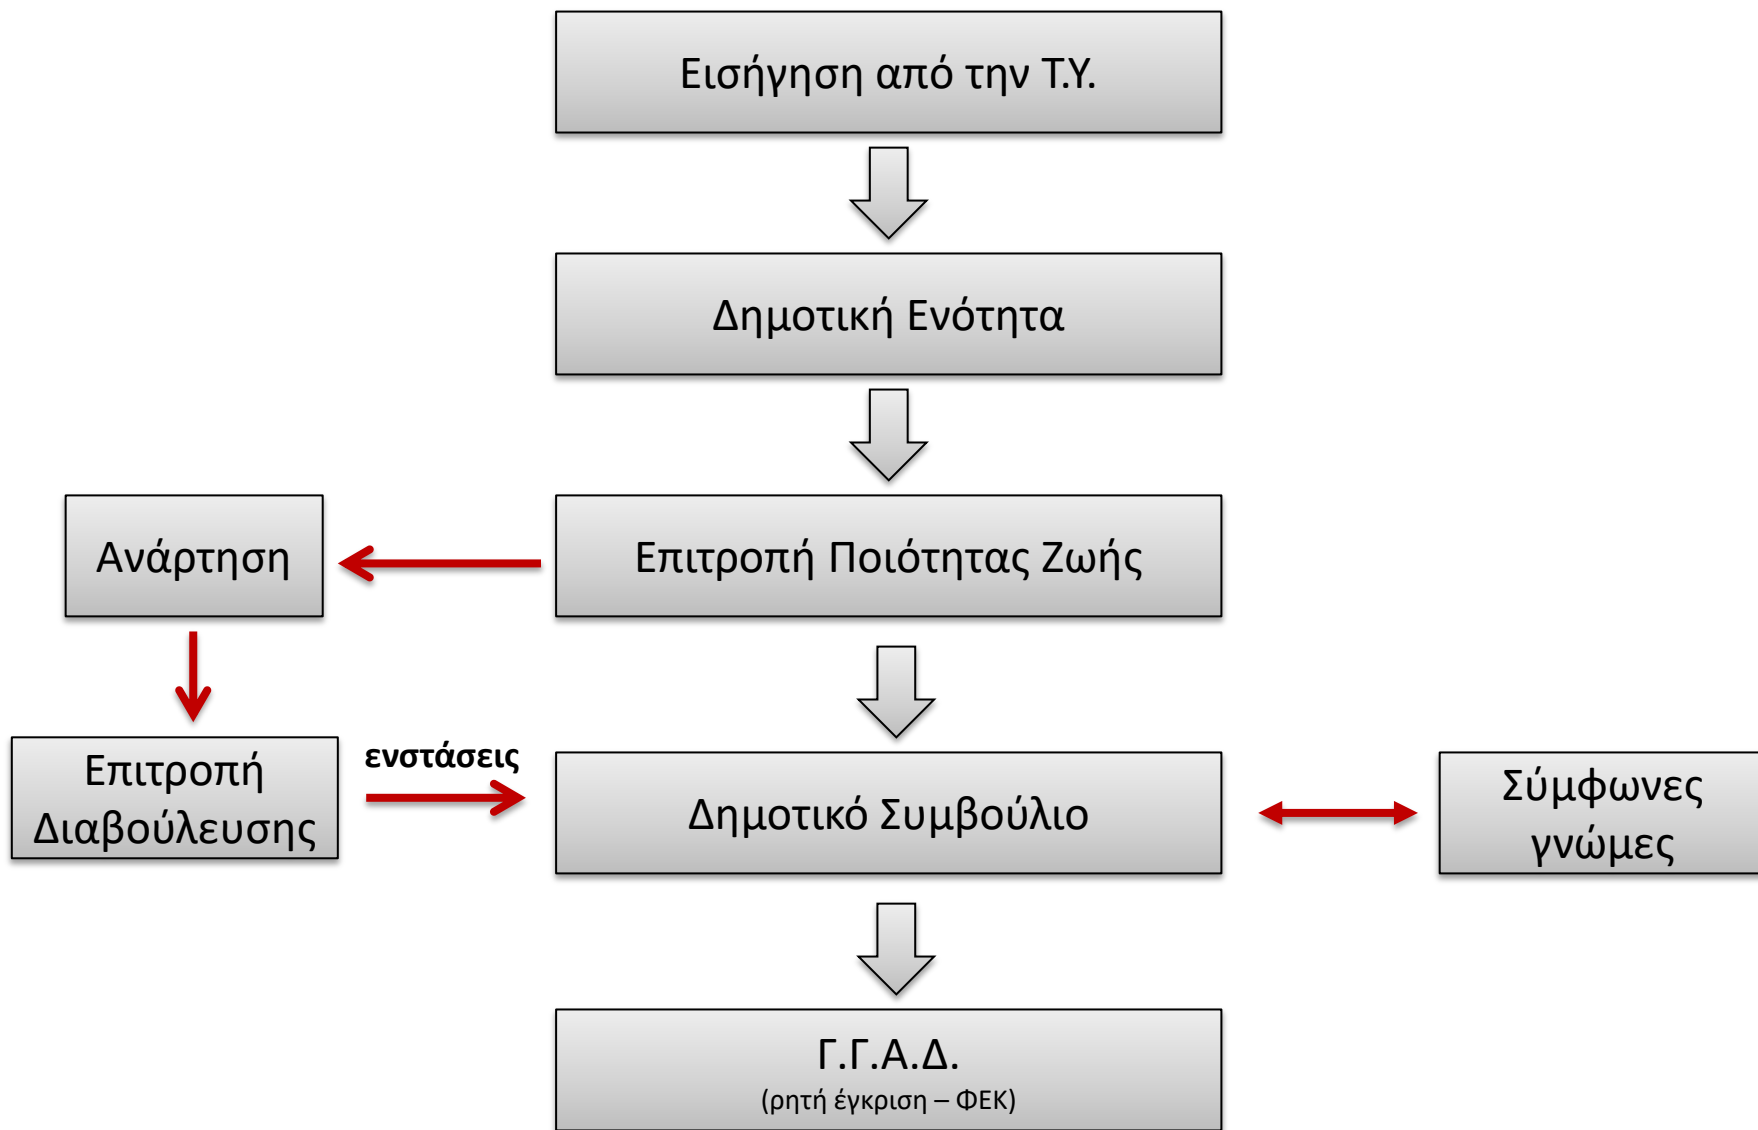 Εισήγηση από την Τ.Υ.
Δημοτική Ενότητα
Ανάρτηση
Επιτροπή Ποιότητας Ζωής
Επιτροπή
Διαβούλευσης
ενστάσεις
Δημοτικό Συμβούλιο
Σύμφωνες
γνώμες
Γ.Γ.Α.Δ.
(ρητή έγκριση – ΦΕΚ)